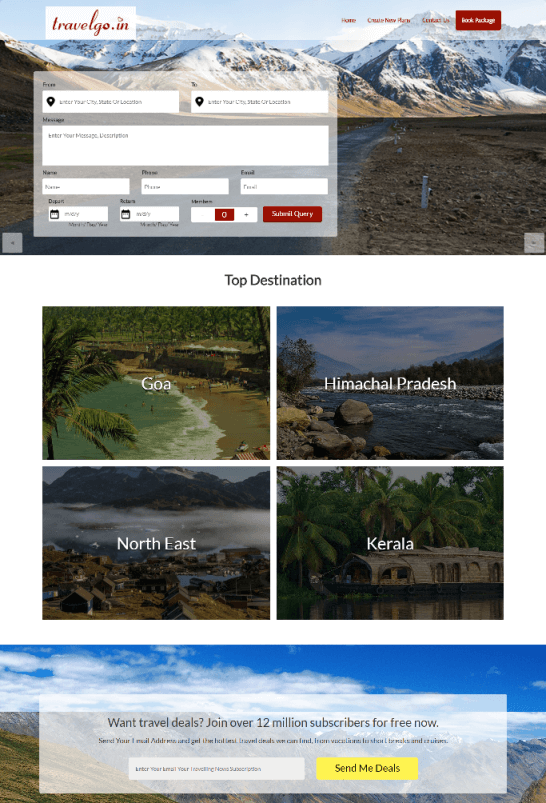 travelgo.in
Home Create New Plans Contact Us Book Package
From To
Enter Your City, State Or Location Enter Your City, State Or Location
Message
Enter Your Message, Description
Name Phone Email
Name Phone Email
Depart Return Members
0 + Submit Query
Month/ Day/ Year Month/ Day/ Year
< >
Top Destination
Goa Himachal Pradesh
North East Kerala
Want travel deals? Join over 12 million subscribers for free now.
Send Your Email Address and get the hottest travel deals we can find, from vacations to short breaks and cruises.
Enter Your Email Your Travelling News Subscription Send Me Deals